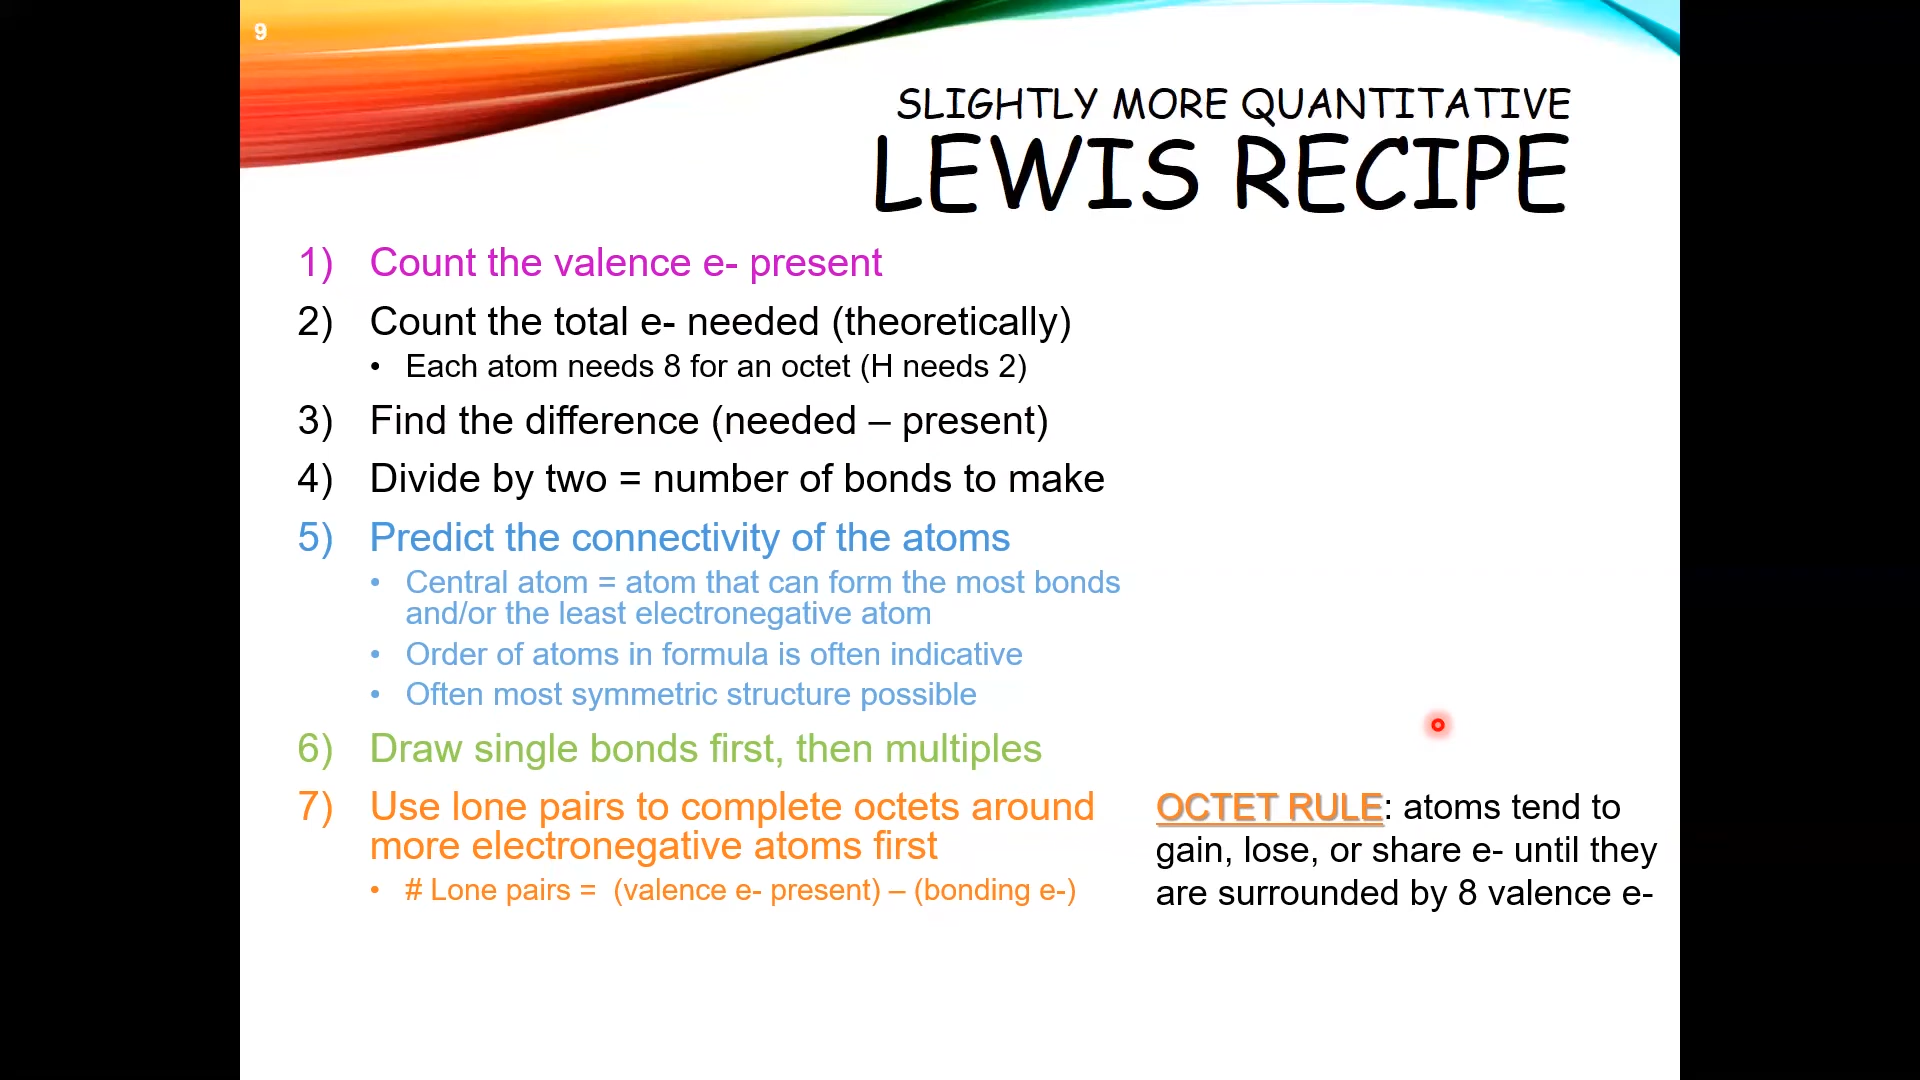 9
SLIGHTLY MORE QUANTITATIVE
LEWIS RECIPE
1) Count the valence e- present
2) Count the total e- needed (theoretically)
• Each atom needs 8 for an octet (H needs 2)
3) Find the difference (needed – present)
4) Divide by two = number of bonds to make
5) Predict the connectivity of the atoms
• Central atom = atom that can form the most bonds
and/or the least electronegative atom
• Order of atoms in formula is often indicative
• Often most symmetric structure possible
6) Draw single bonds first, then multiples
7) Use lone pairs to complete octets around
more electronegative atoms first
• # Lone pairs = (valence e- present) – (bonding e-)
OCTET RULE: atoms tend to
gain, lose, or share e- until they
are surrounded by 8 valence e-